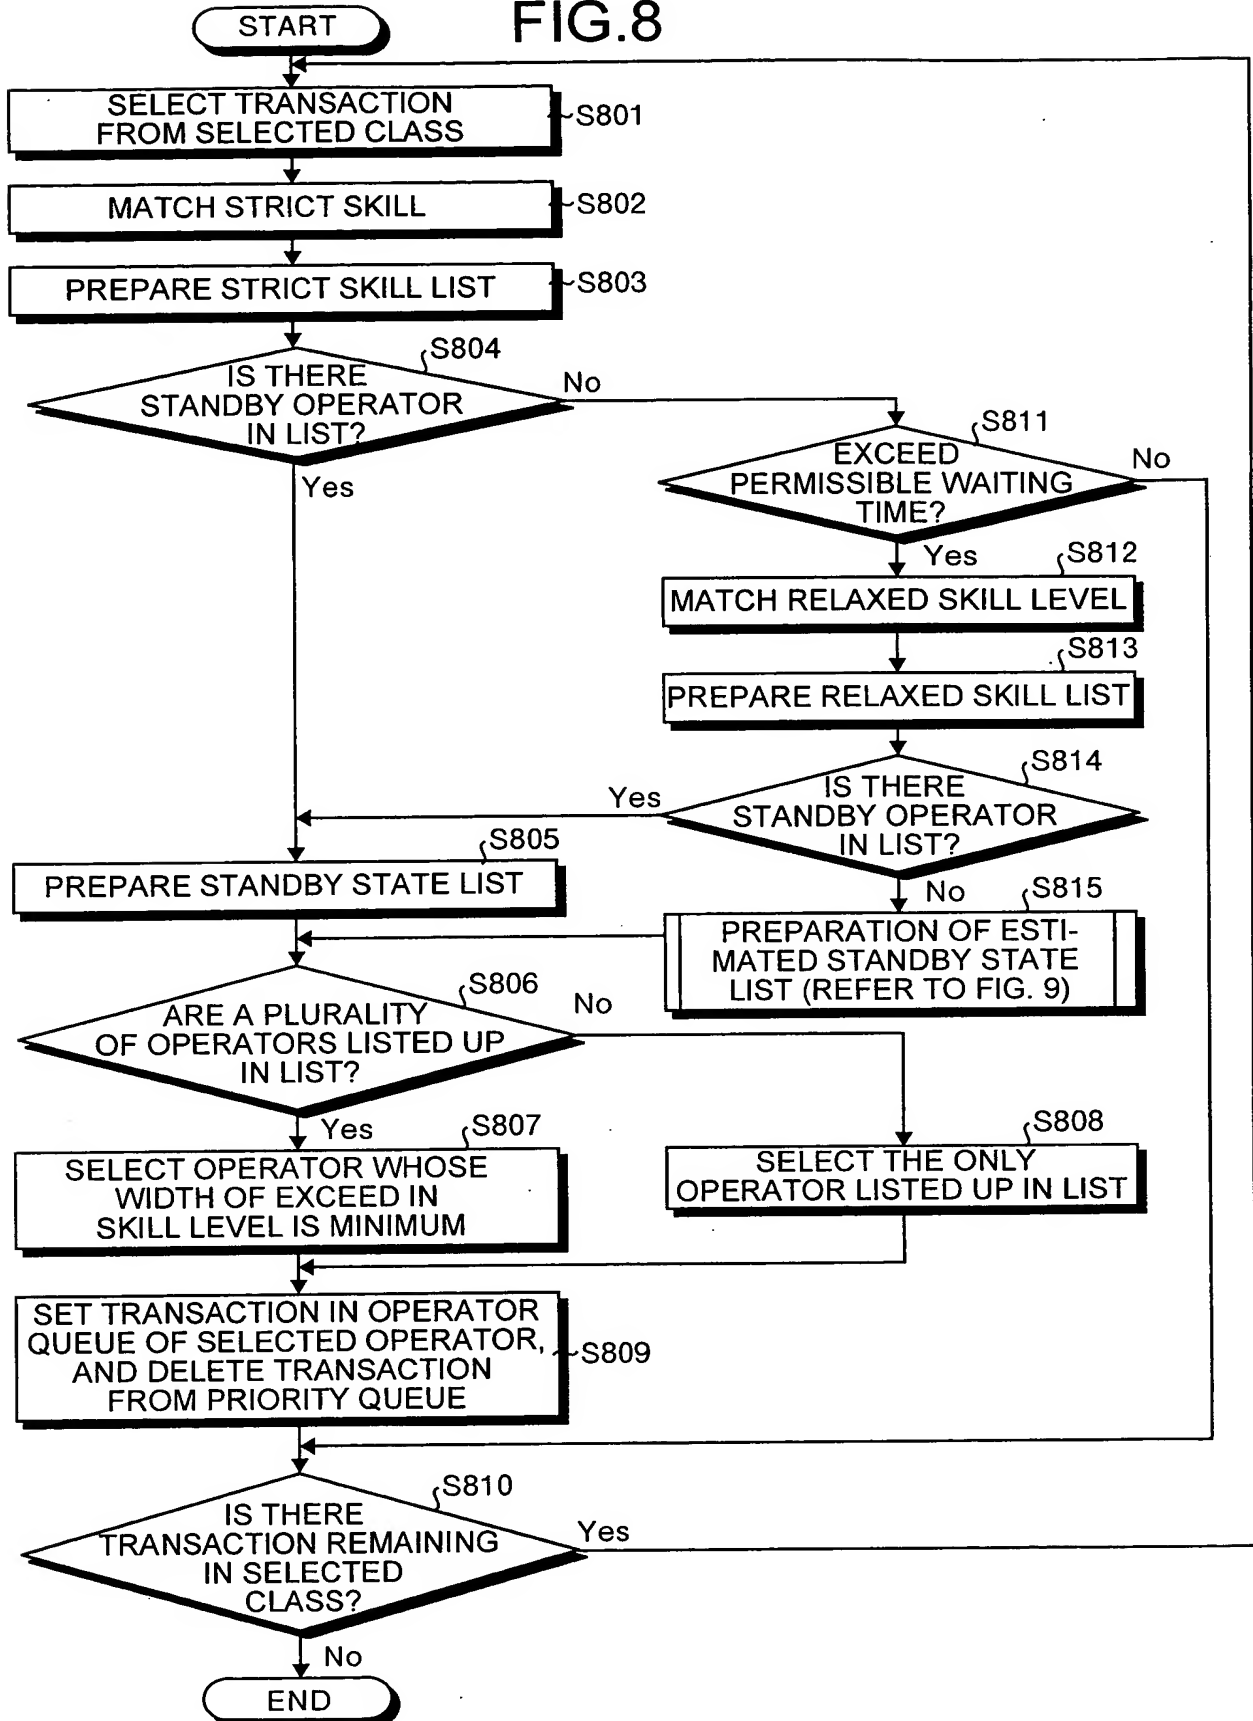 FIG.8
START
SELECT TRANSACTION
FROM SELECTED CLASS
S801
MATCH STRICT SKILL
S802
PREPARE STRICT SKILL LIST
S803
S804
IS THERE
STANDBY OPERATOR
IN LIST?
No
Yes
S811
EXCEED
PERMISSIBLE WAITING
TIME?
No
Yes
S812
MATCH RELAXED SKILL LEVEL
S813
PREPARE RELAXED SKILL LIST
S814
IS THERE
STANDBY OPERATOR
IN LIST?
Yes
No
S805
PREPARE STANDBY STATE LIST
S815
PREPARATION OF ESTI-
MATED STANDBY STATE
LIST (REFER TO FIG. 9)
S806
ARE A PLURALITY
OF OPERATORS LISTED UP
IN LIST?
No
Yes
S807
SELECT OPERATOR WHOSE
WIDTH OF EXCEED IN
SKILL LEVEL IS MINIMUM
S808
SELECT THE ONLY
OPERATOR LISTED UP IN LIST
SET TRANSACTION IN OPERATOR
QUEUE OF SELECTED OPERATOR,
AND DELETE TRANSACTION
FROM PRIORITY QUEUE
S809
S810
IS THERE
TRANSACTION REMAINING
IN SELECTED
CLASS?
Yes
No
END